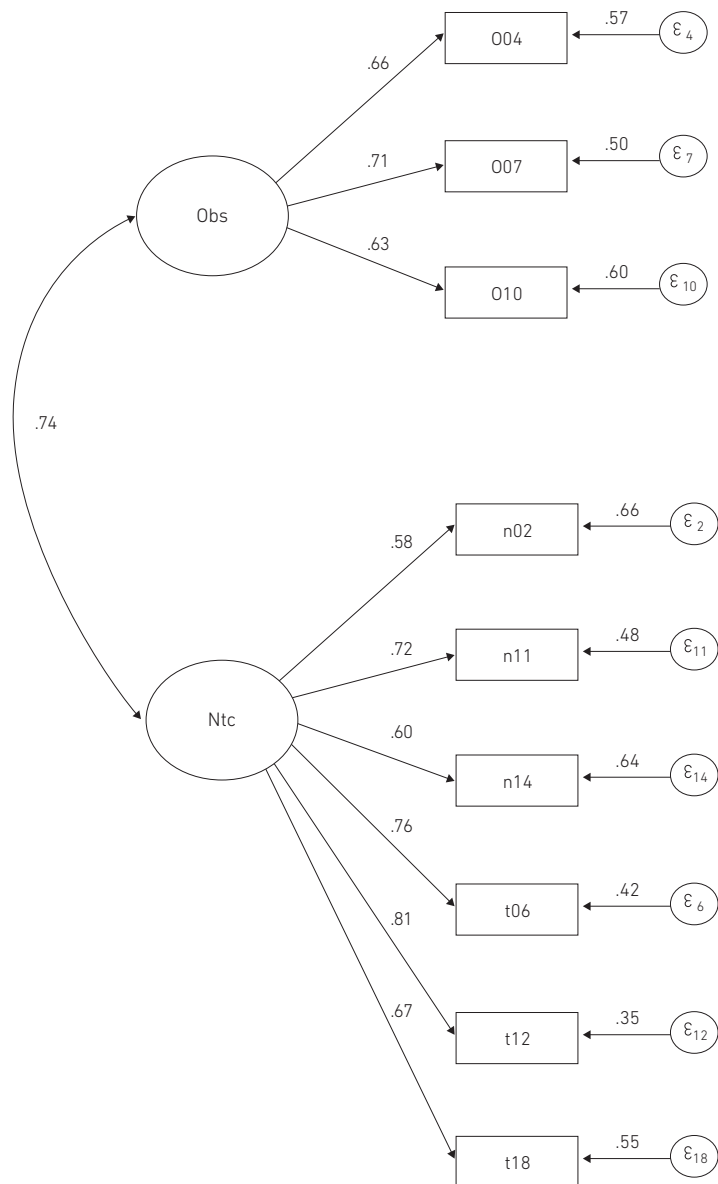 .57
ε4
O04
.66
.50
ε7
.71
O07
Obs
.63
.60
ε10
O10
.74
.66
ε2
n02
.58
.48
ε11
.72
n11
Ntc
.60
.64
ε14
n14
.76
.42
ε6
t06
.81
.67
.35
ε12
t12
.55
ε18
t18